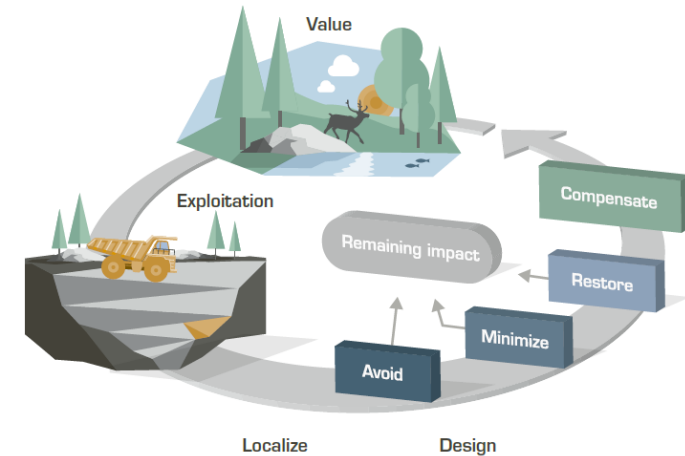 Value
Exploitation
Compensate
Remaining impact
Restore
Minimize
Avoid
Localize
Design